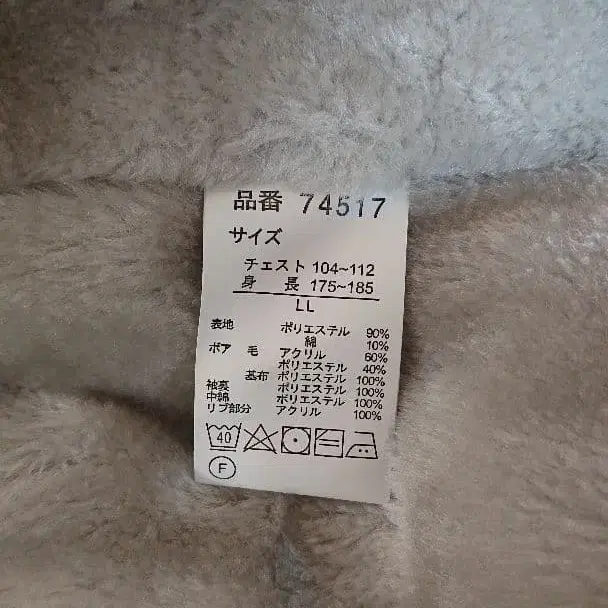 品番 74517
サイズ
チェスト 104~112
身 長 175~185
LL
表地 ポリエステル 90%
綿 10%
ボア 毛 アクリル 60%
ポリエステル 40%
基布 ポリエステル 100%
袖裏 ポリエステル 100%
中綿 ポリエステル 100%
リブ部分 アクリル 100%
40
F